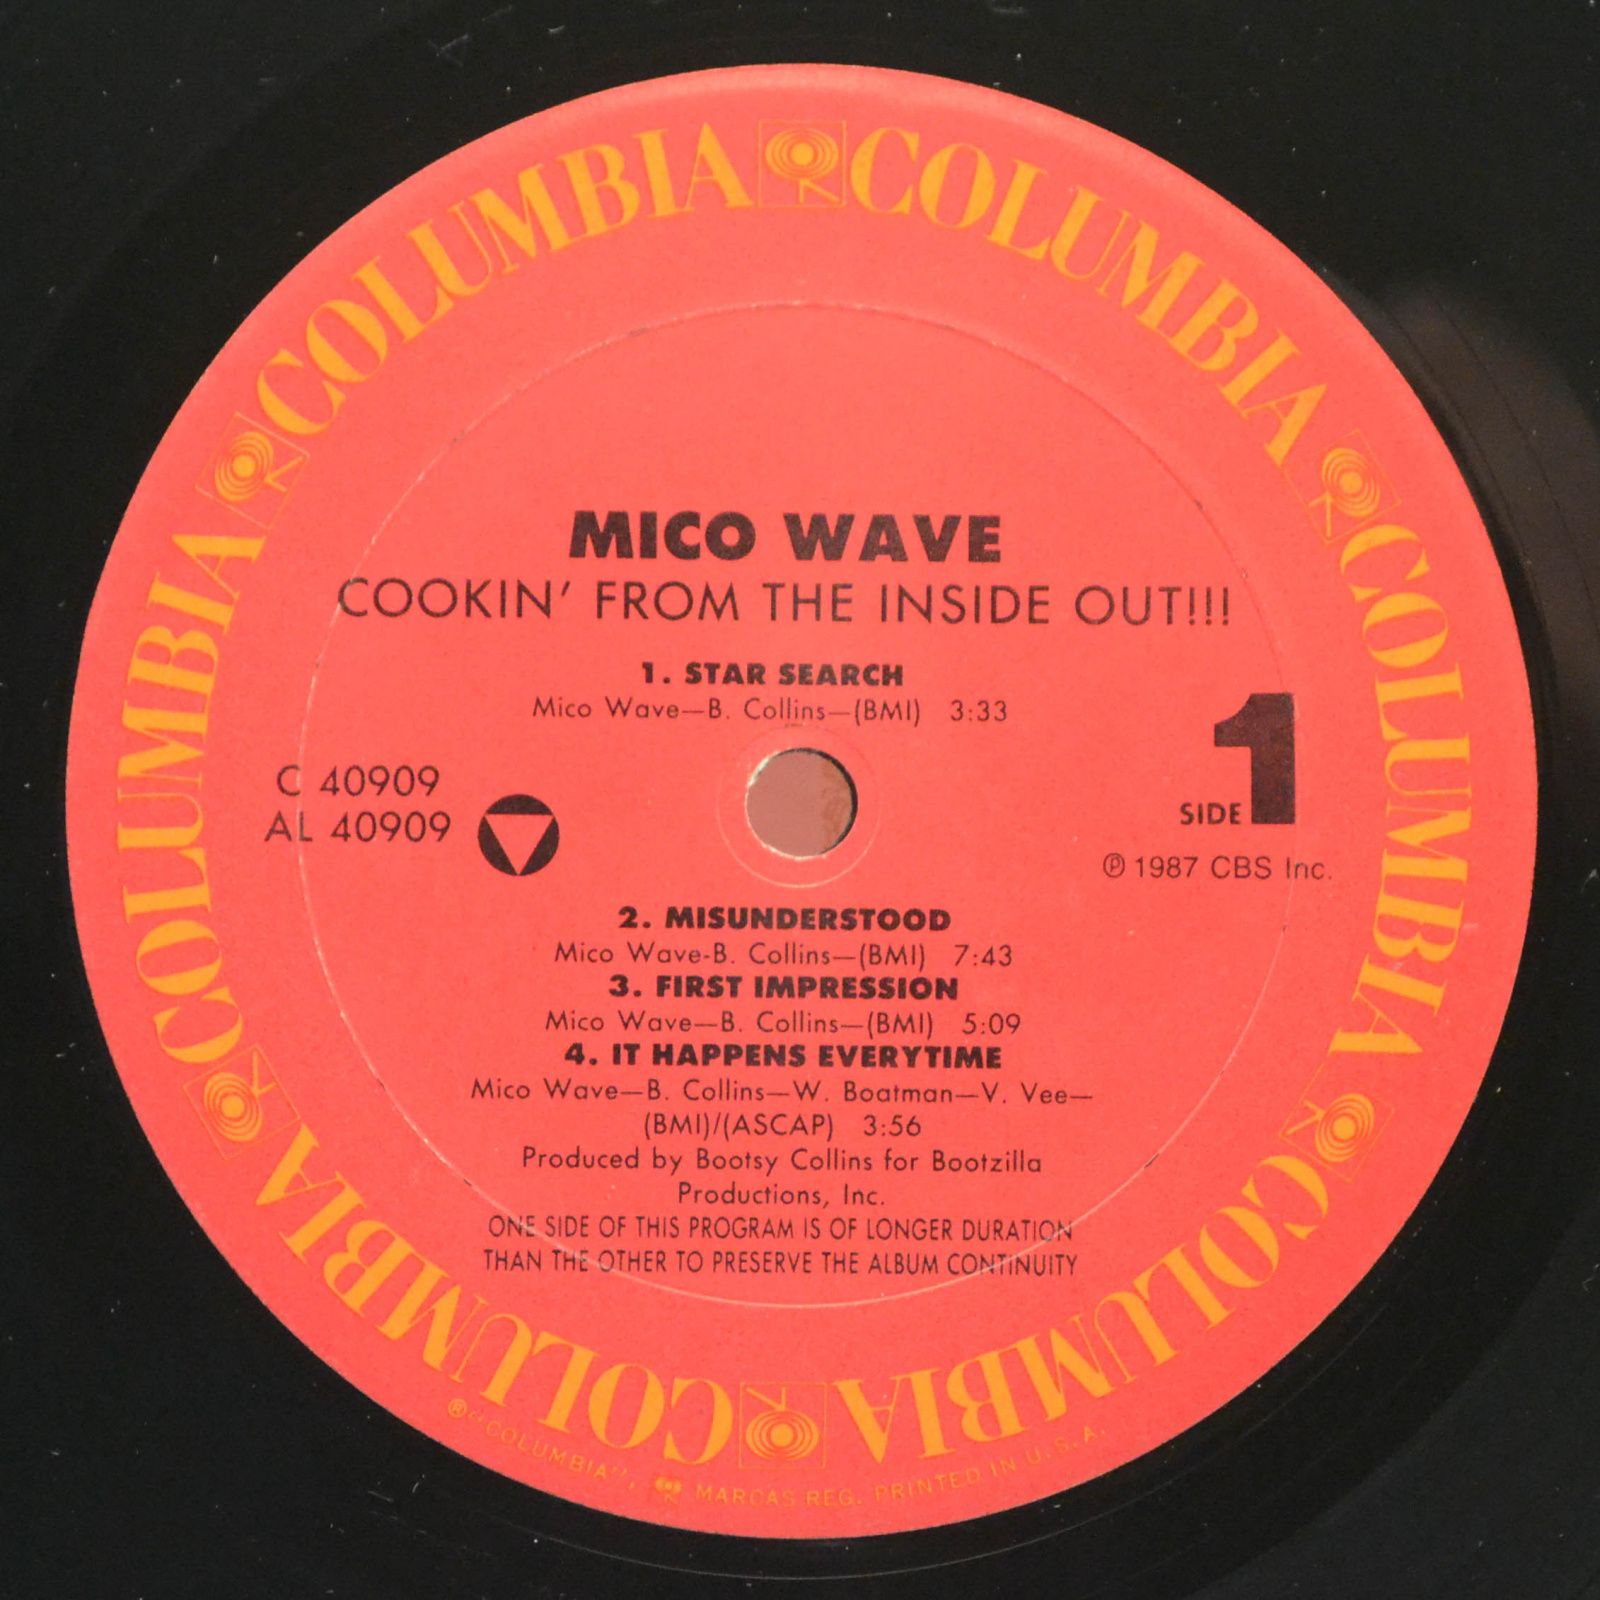 COLUMBIA COLUMBIA COLUMBIA COLUMBIA COLUMBIA COLUMBIA
MICO WAVE
COOKIN' FROM THE INSIDE OUT!!!
1. STAR SEARCH
Mico Wave—B. Collins—(BMI) 3:33
C 40909
AL 40909
SIDE 1
℗ 1987 CBS Inc.
2. MISUNDERSTOOD
Mico Wave-B. Collins—(BMI) 7:43
3. FIRST IMPRESSION
Mico Wave—B. Collins—(BMI) 5:09
4. IT HAPPENS EVERYTIME
Mico Wave—B. Collins—W. Boatman—V. Vee—
(BMI)/(ASCAP) 3:56
Produced by Bootsy Collins for Bootzilla
Productions, Inc.
ONE SIDE OF THIS PROGRAM IS OF LONGER DURATION
THAN THE OTHER TO PRESERVE THE ALBUM CONTINUITY
® "COLUMBIA", MARCAS REG. PRINTED IN U.S.A.